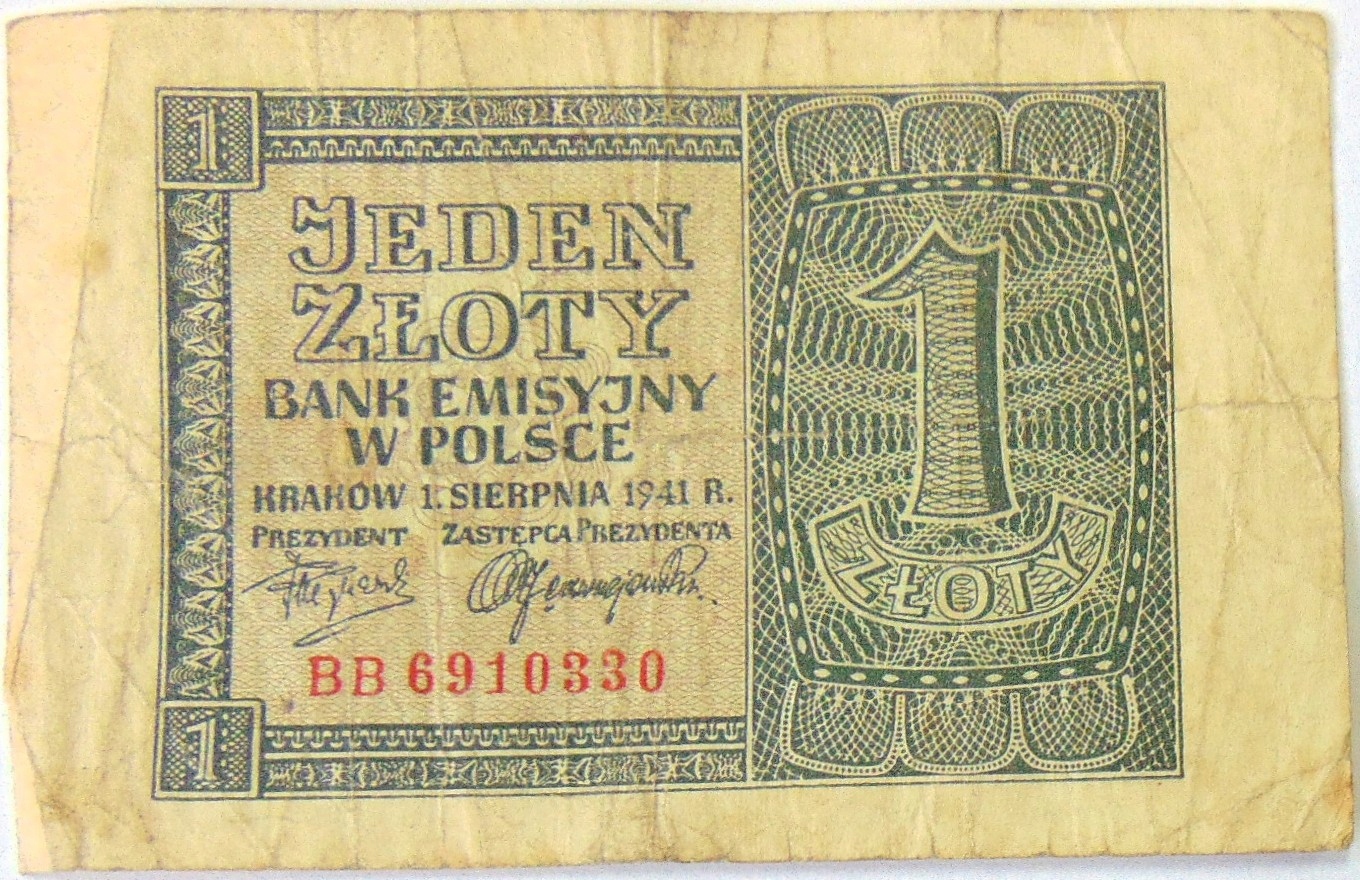 1
JEDEN
ZŁOTY
BANK EMISYJNY
W POLSCE
KRAKÓW 1. SIERPNIA 1941 R.
PREZYDENT ZASTĘPCA PREZYDENTA
BB 6910330
1
1
ZŁOTY